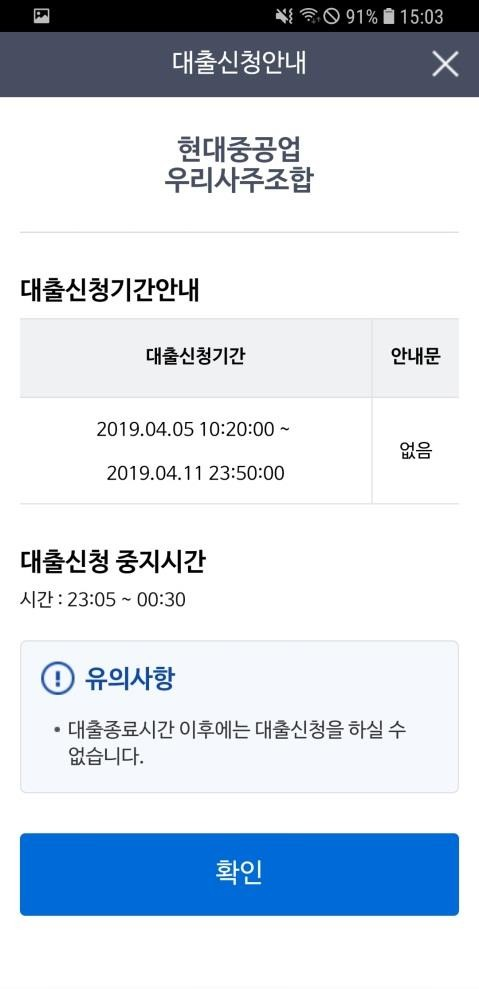 91% 15:03
대출신청안내
현대중공업
우리사주조합
대출신청기간안내
대출신청기간 안내문
2019.04.05 10:20:00 ~
2019.04.11 23:50:00
없음
대출신청 중지시간
시간 : 23:05 ~ 00:30
유의사항
• 대출종료시간 이후에는 대출신청을 하실 수
없습니다.
확인